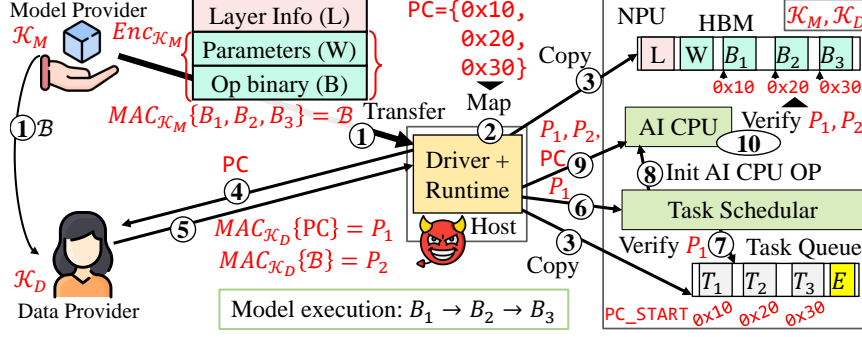 Model Provider
𝒦_M
Enc_𝒦_M
Layer Info (L)
Parameters (W)
Op binary (B)
MAC_𝒦_M{B_1, B_2, B_3} = ℬ
PC={0x10,
0x20,
0x30}
Map
②
Transfer
①
① ℬ
Driver +
Runtime
Host
PC
④
⑤
MAC_𝒦_D{PC} = P_1
MAC_𝒦_D{ℬ} = P_2
𝒦_D
Data Provider
Model execution: B_1 → B_2 → B_3
Copy
③
P_1, P_2,
PC ⑨
P_1
⑥
③
Copy
NPU
HBM
𝒦_M, 𝒦_D
L W B_1 B_2 B_3
0x10 0x20 0x30
Verify P_1, P_2
AI CPU
⑩
⑧ Init AI CPU OP
Task Schedular
Verify P_1 ⑦ Task Queue
T_1 T_2 T_3 E
PC_START 0x10 0x20 0x30